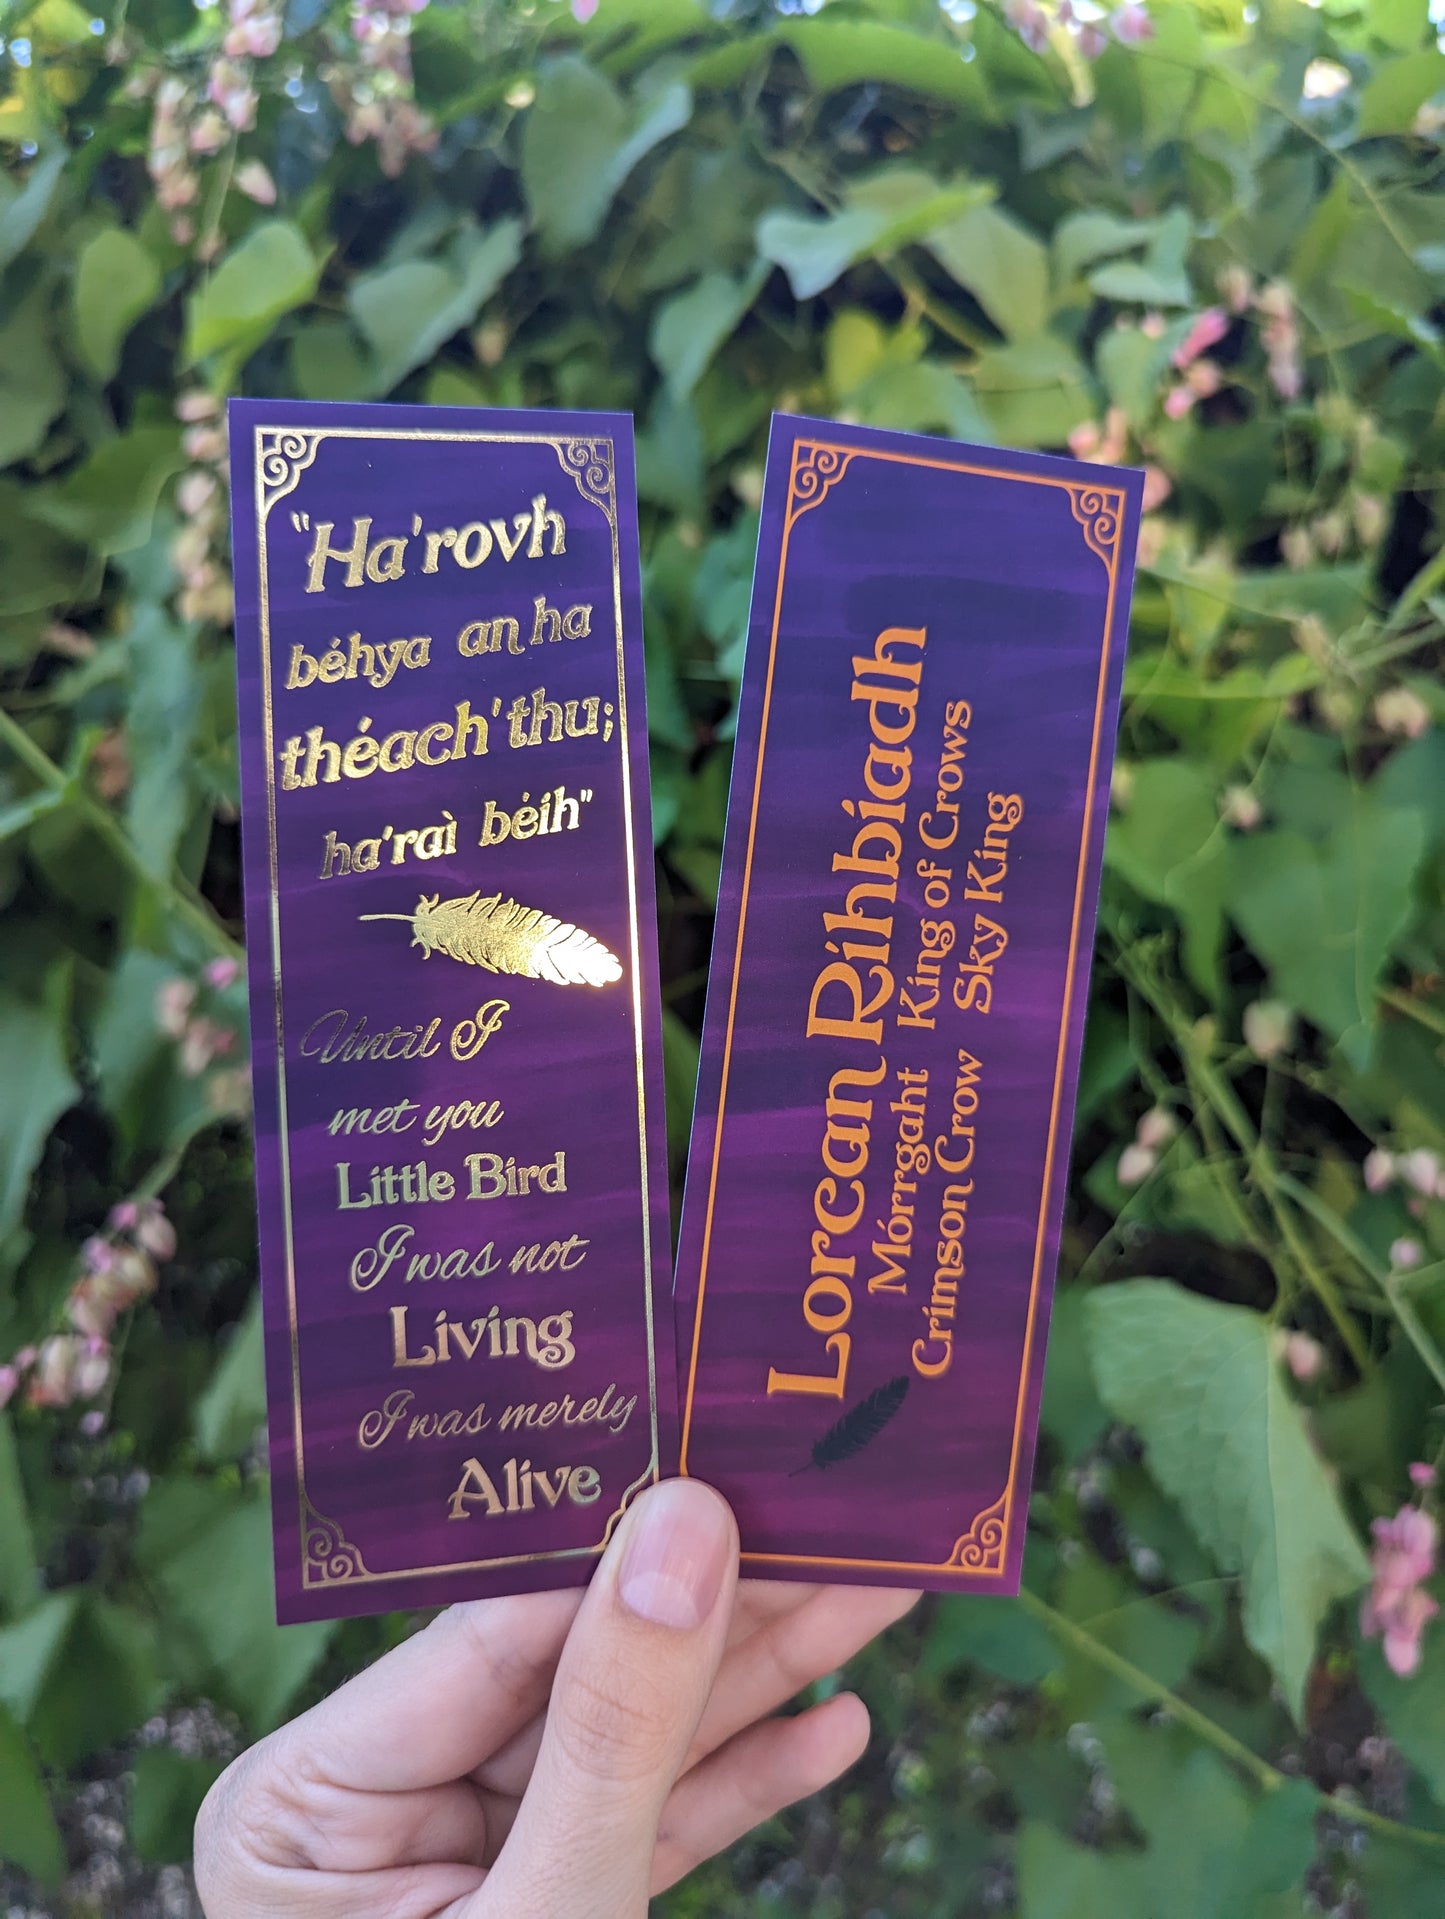 "Ha'rovh
béhya an ha
théach'thu;
ha'raì béih"
Until I
met you
Little Bird
I was not
Living
I was merely
Alive
Lorcan Rihbiadh
Mórrgaht King of Crows
Crimson Crow Sky King